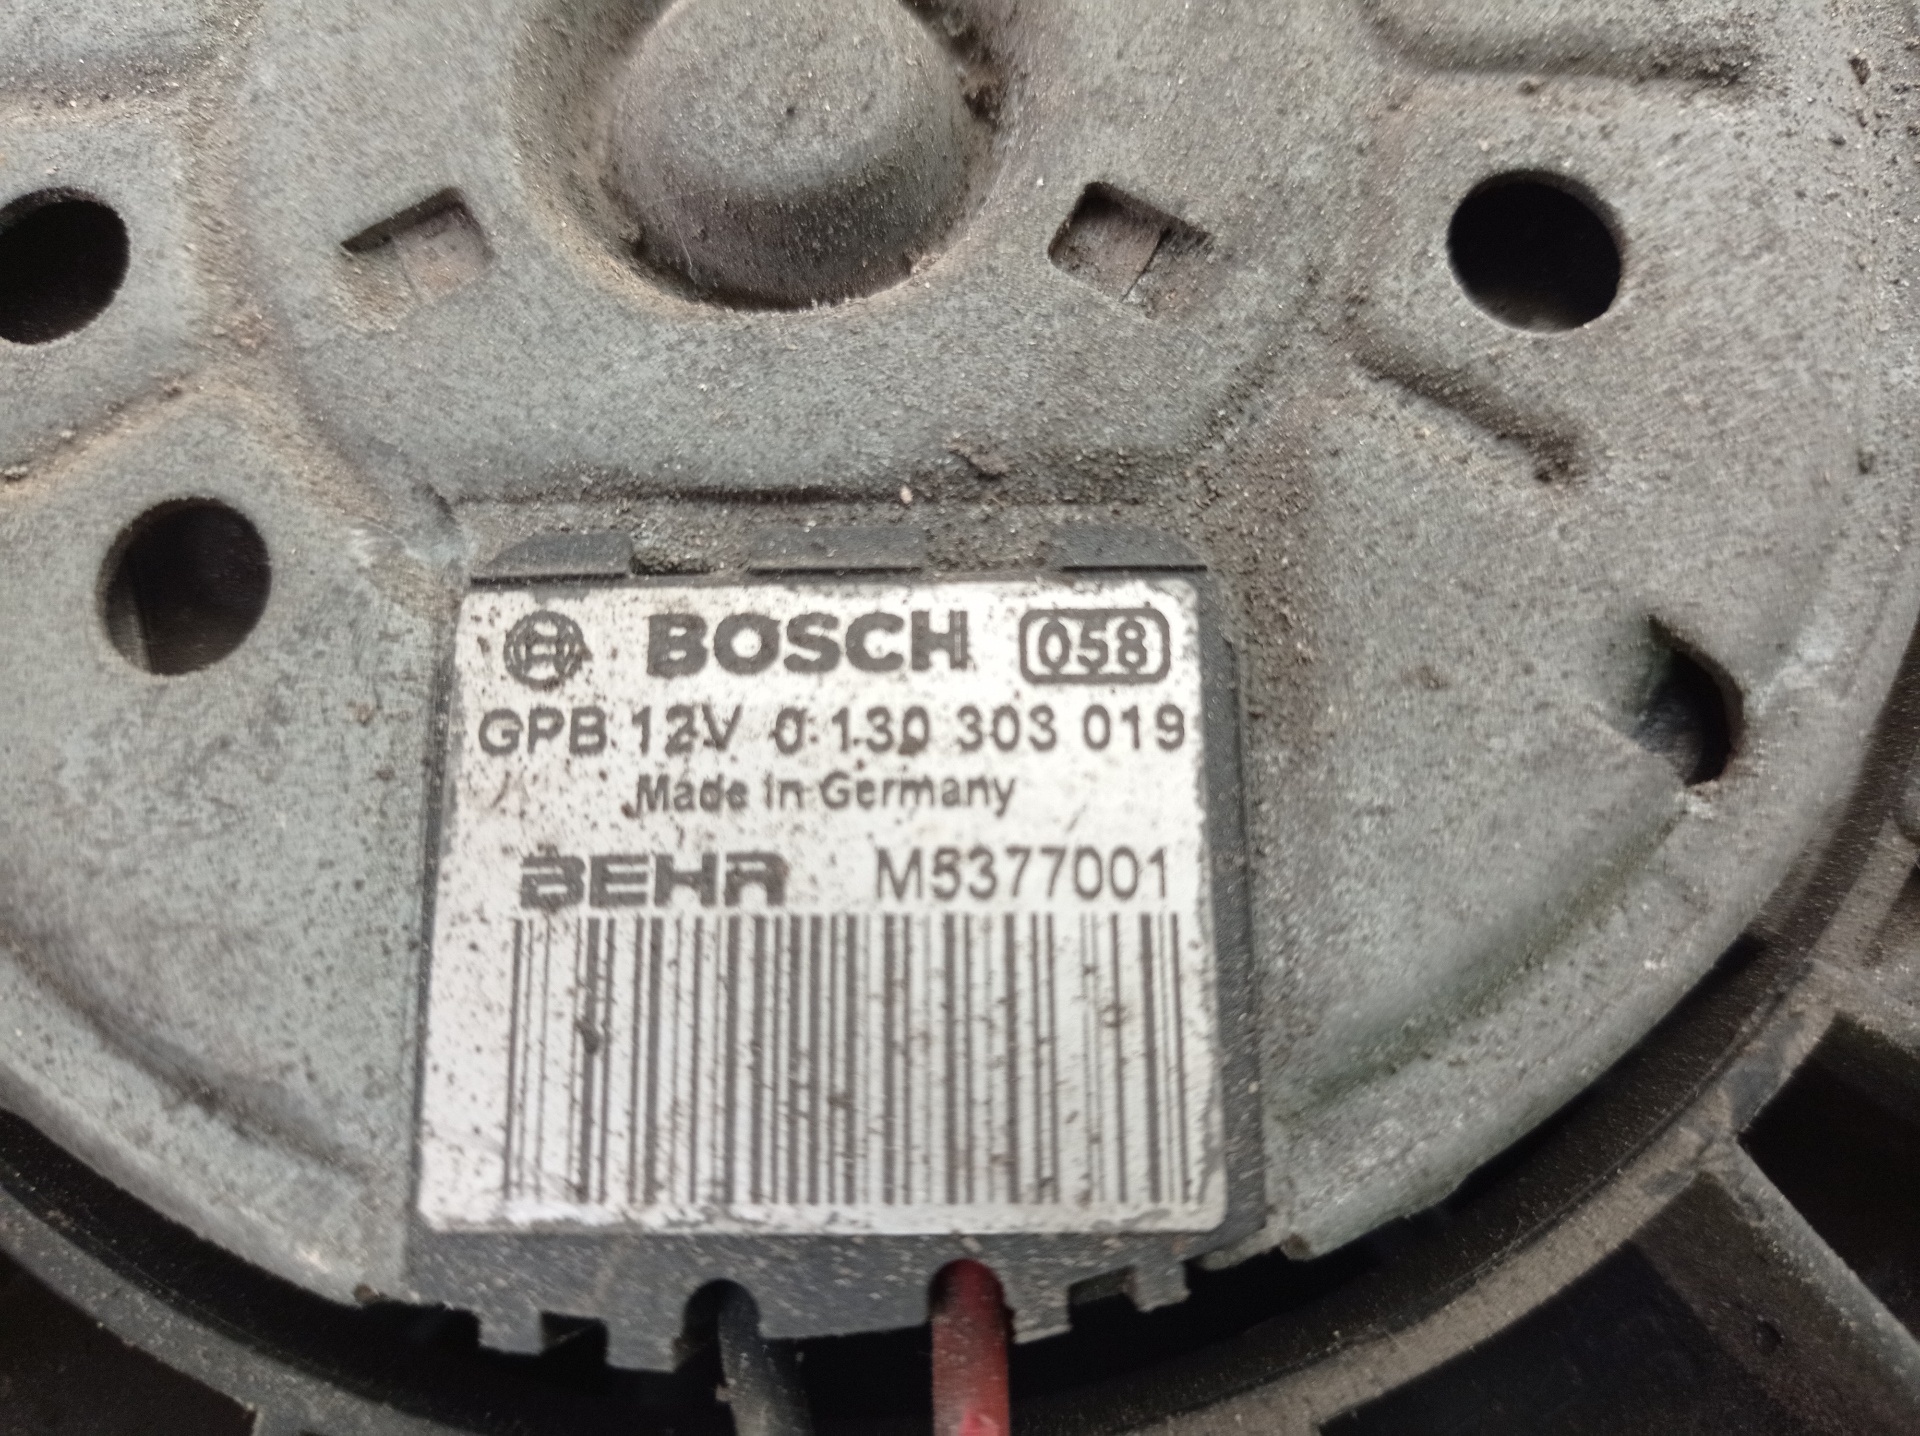 BOSCH 058
GPB 12V 0 130 303 019
Made in Germany
BEHR M5377001